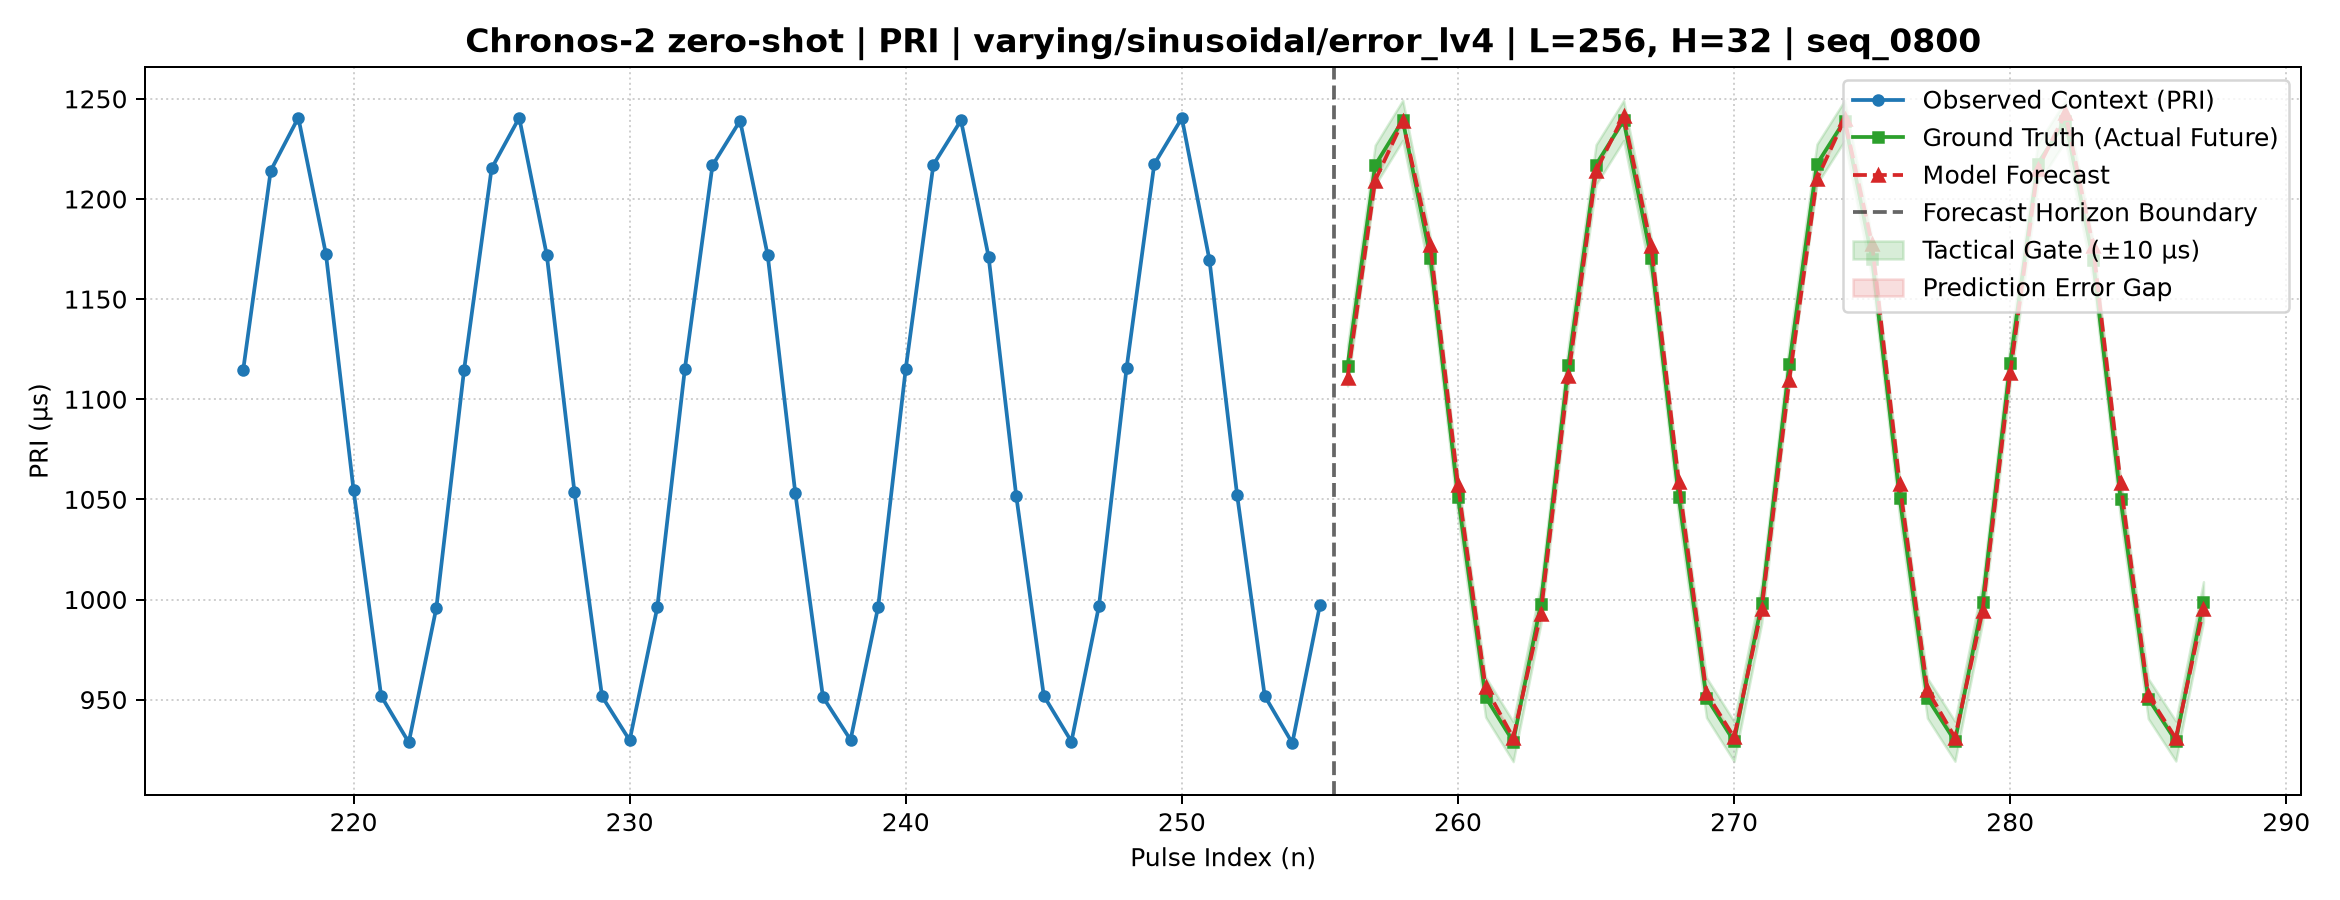 Chronos-2 zero-shot | PRI | varying/sinusoidal/error_lv4 | L=256, H=32 | seq_0800
PRI (µs)
1250
1200
1150
1100
1050
1000
950
Observed Context (PRI)
Ground Truth (Actual Future)
Model Forecast
Forecast Horizon Boundary
Tactical Gate (±10 µs)
Prediction Error Gap
220 230 240 250 260 270 280 290
Pulse Index (n)